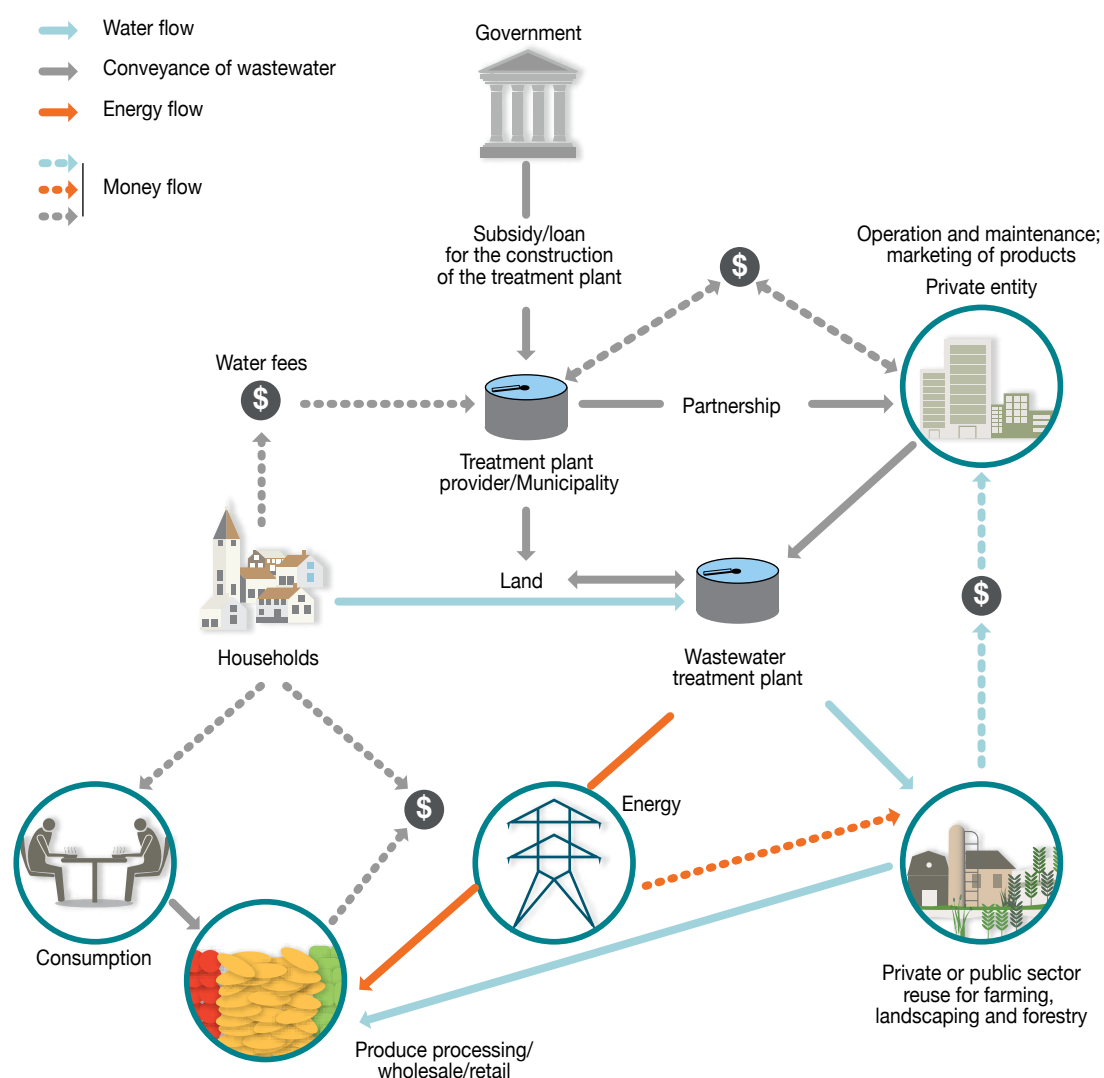 Water flow
Conveyance of wastewater
Energy flow
Money flow
Government
Subsidy/loan
for the construction
of the treatment plant
$
Operation and maintenance;
marketing of products
Private entity
Water fees
$
Partnership
Treatment plant
provider/Municipality
Land
$
Households
Wastewater
treatment plant
$
Energy
Consumption
Private or public sector
reuse for farming,
landscaping and forestry
Produce processing/
wholesale/retail